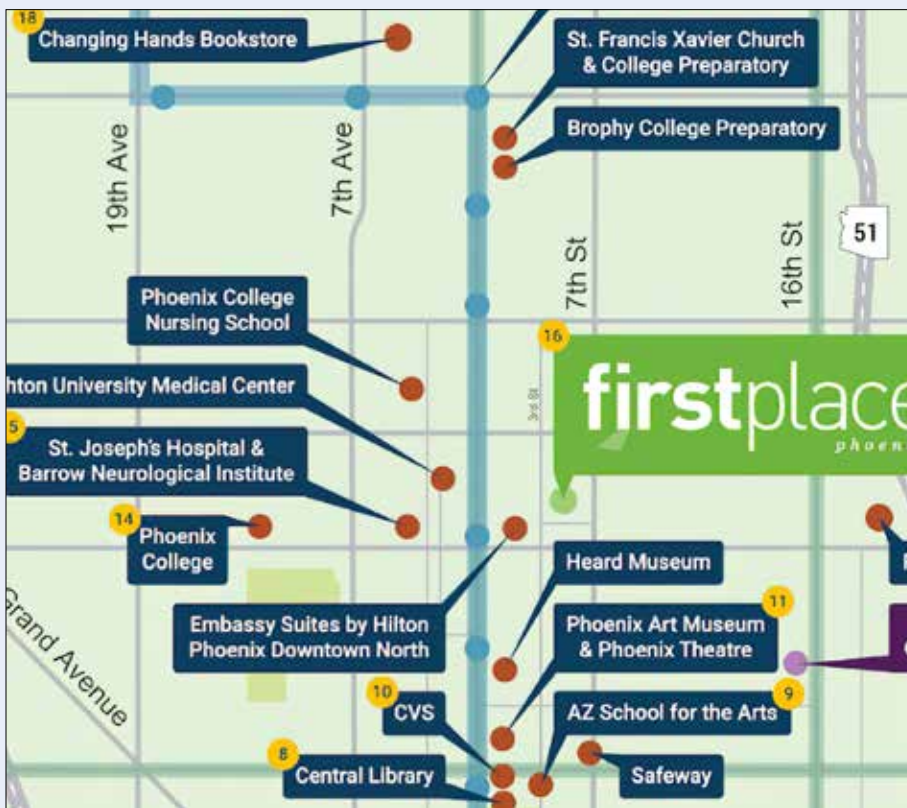 18
Changing Hands Bookstore
St. Francis Xavier Church
& College Preparatory
Brophy College Preparatory
19th Ave
7th Ave
7th St
16th St
51
Phoenix College
Nursing School
16
firstplace
phoen
3rd St
hton University Medical Center
5
St. Joseph's Hospital &
Barrow Neurological Institute
14
Phoenix
College
Heard Museum
Grand Avenue
Embassy Suites by Hilton
Phoenix Downtown North
11
Phoenix Art Museum
& Phoenix Theatre
10
CVS
9
AZ School for the Arts
8
Central Library
Safeway